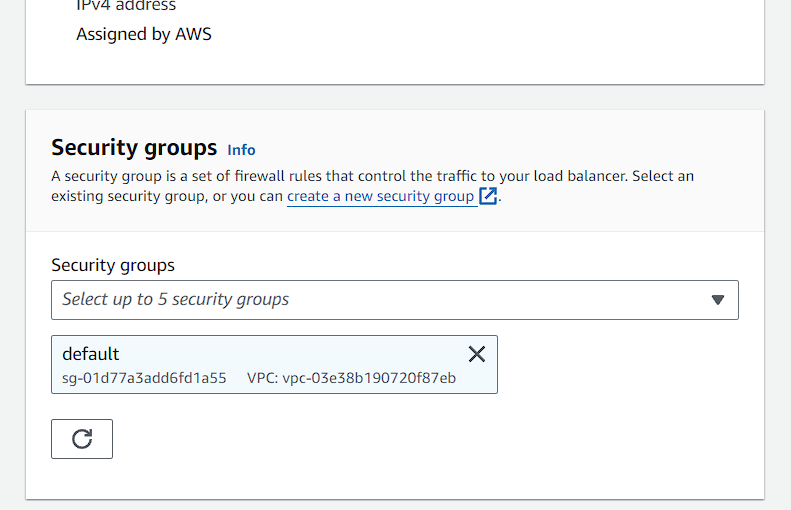 IPv4 address
Assigned by AWS
Security groups Info
A security group is a set of firewall rules that control the traffic to your load balancer. Select an
existing security group, or you can create a new security group.
Security groups
Select up to 5 security groups
default
sg-01d77a3add6fd1a55 VPC: vpc-03e38b190720f87eb